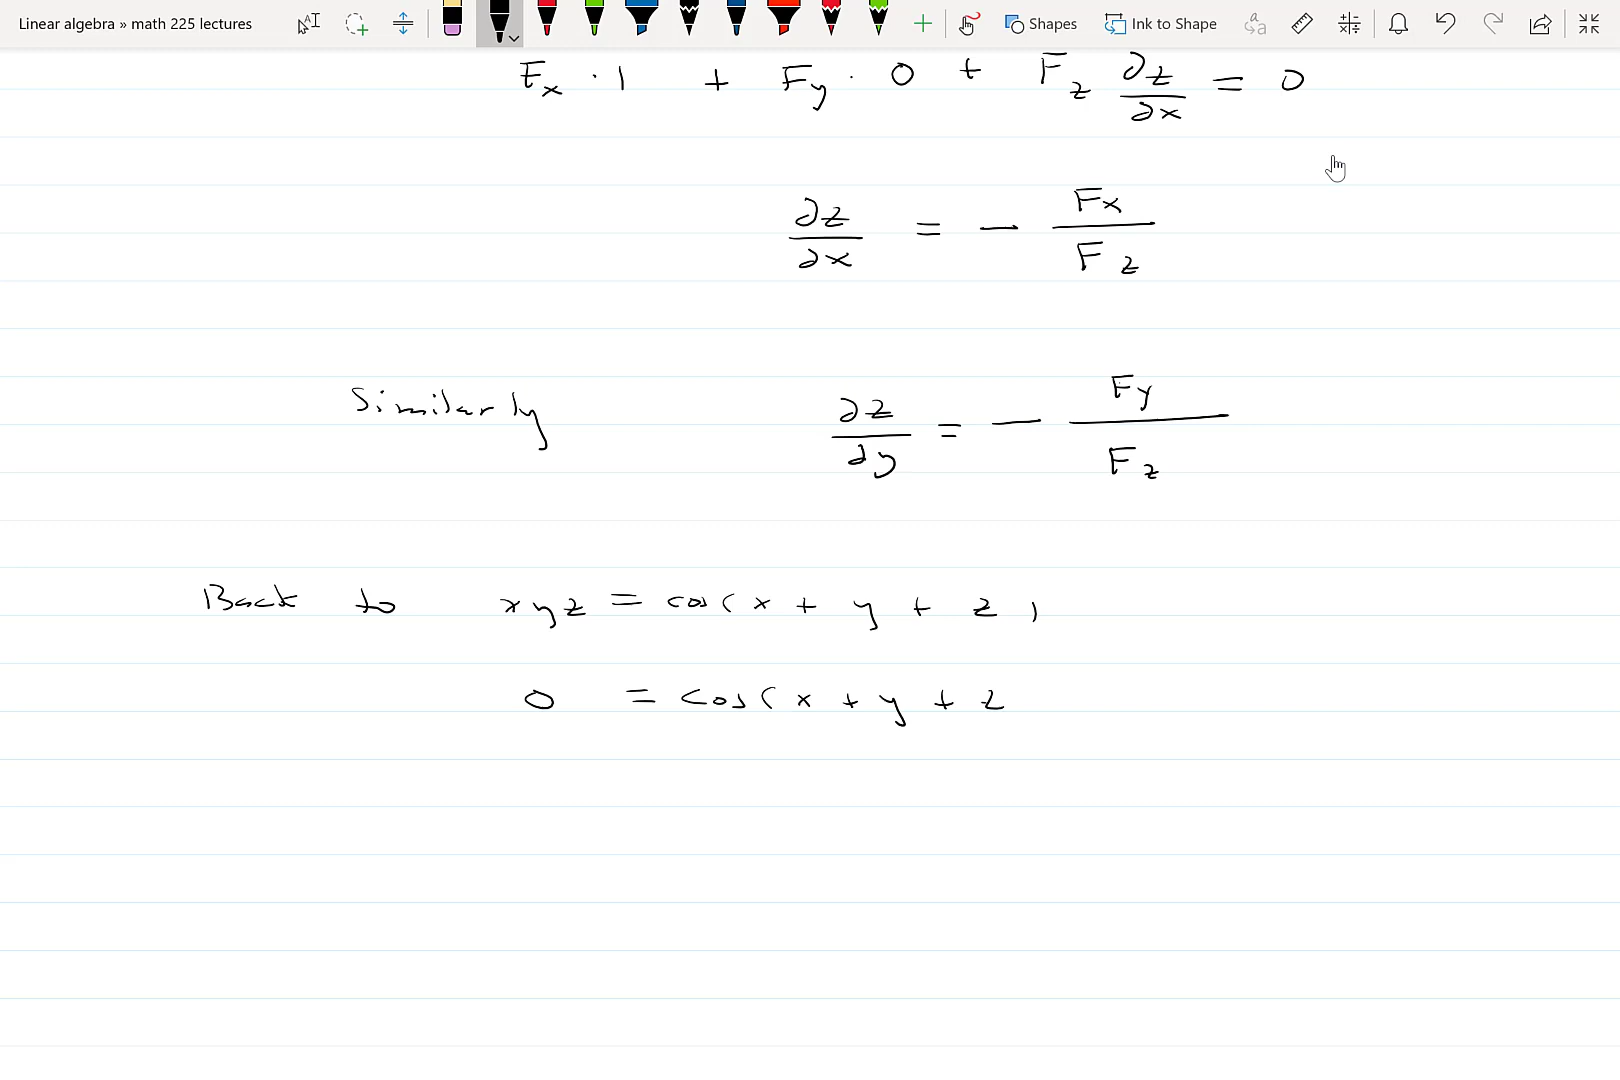 Linear algebra » math 225 lectures Shapes Ink to Shape
Fx · 1 + Fy · 0 + Fz ∂z/∂x = 0
∂z/∂x = - Fx/Fz
Similarly ∂z/∂y = - Fy/Fz
Back to xyz = cos(x + y + z)
0 = cos(x + y + z